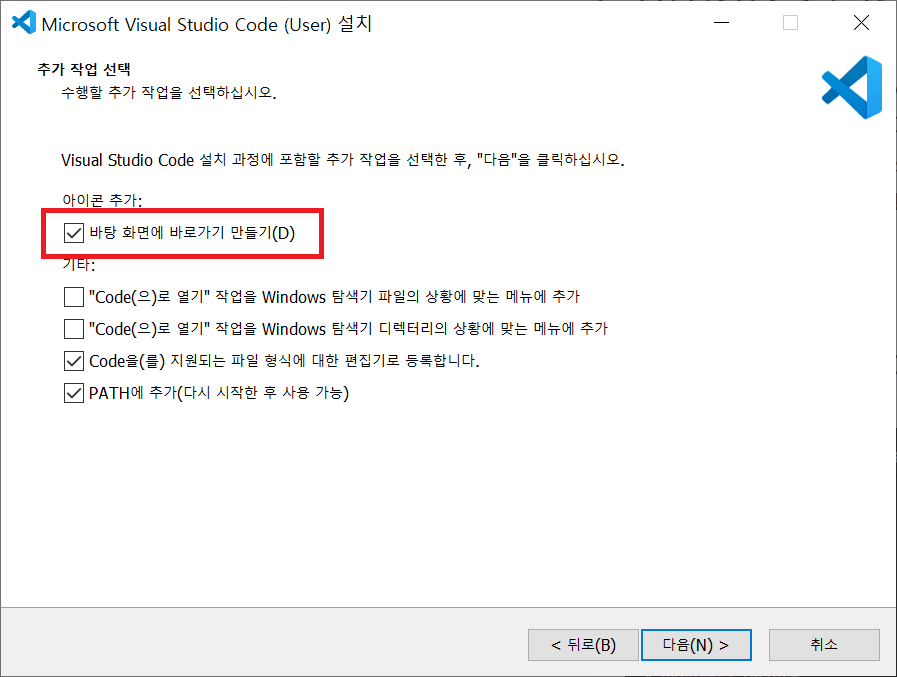 Microsoft Visual Studio Code (User) 설치
추가 작업 선택
수행할 추가 작업을 선택하십시오.
Visual Studio Code 설치 과정에 포함할 추가 작업을 선택한 후, "다음"을 클릭하십시오.
아이콘 추가:
바탕 화면에 바로가기 만들기(D)
기타:
"Code(으)로 열기" 작업을 Windows 탐색기 파일의 상황에 맞는 메뉴에 추가
"Code(으)로 열기" 작업을 Windows 탐색기 디렉터리의 상황에 맞는 메뉴에 추가
Code을(를) 지원되는 파일 형식에 대한 편집기로 등록합니다.
PATH에 추가(다시 시작한 후 사용 가능)
< 뒤로(B) 다음(N) > 취소